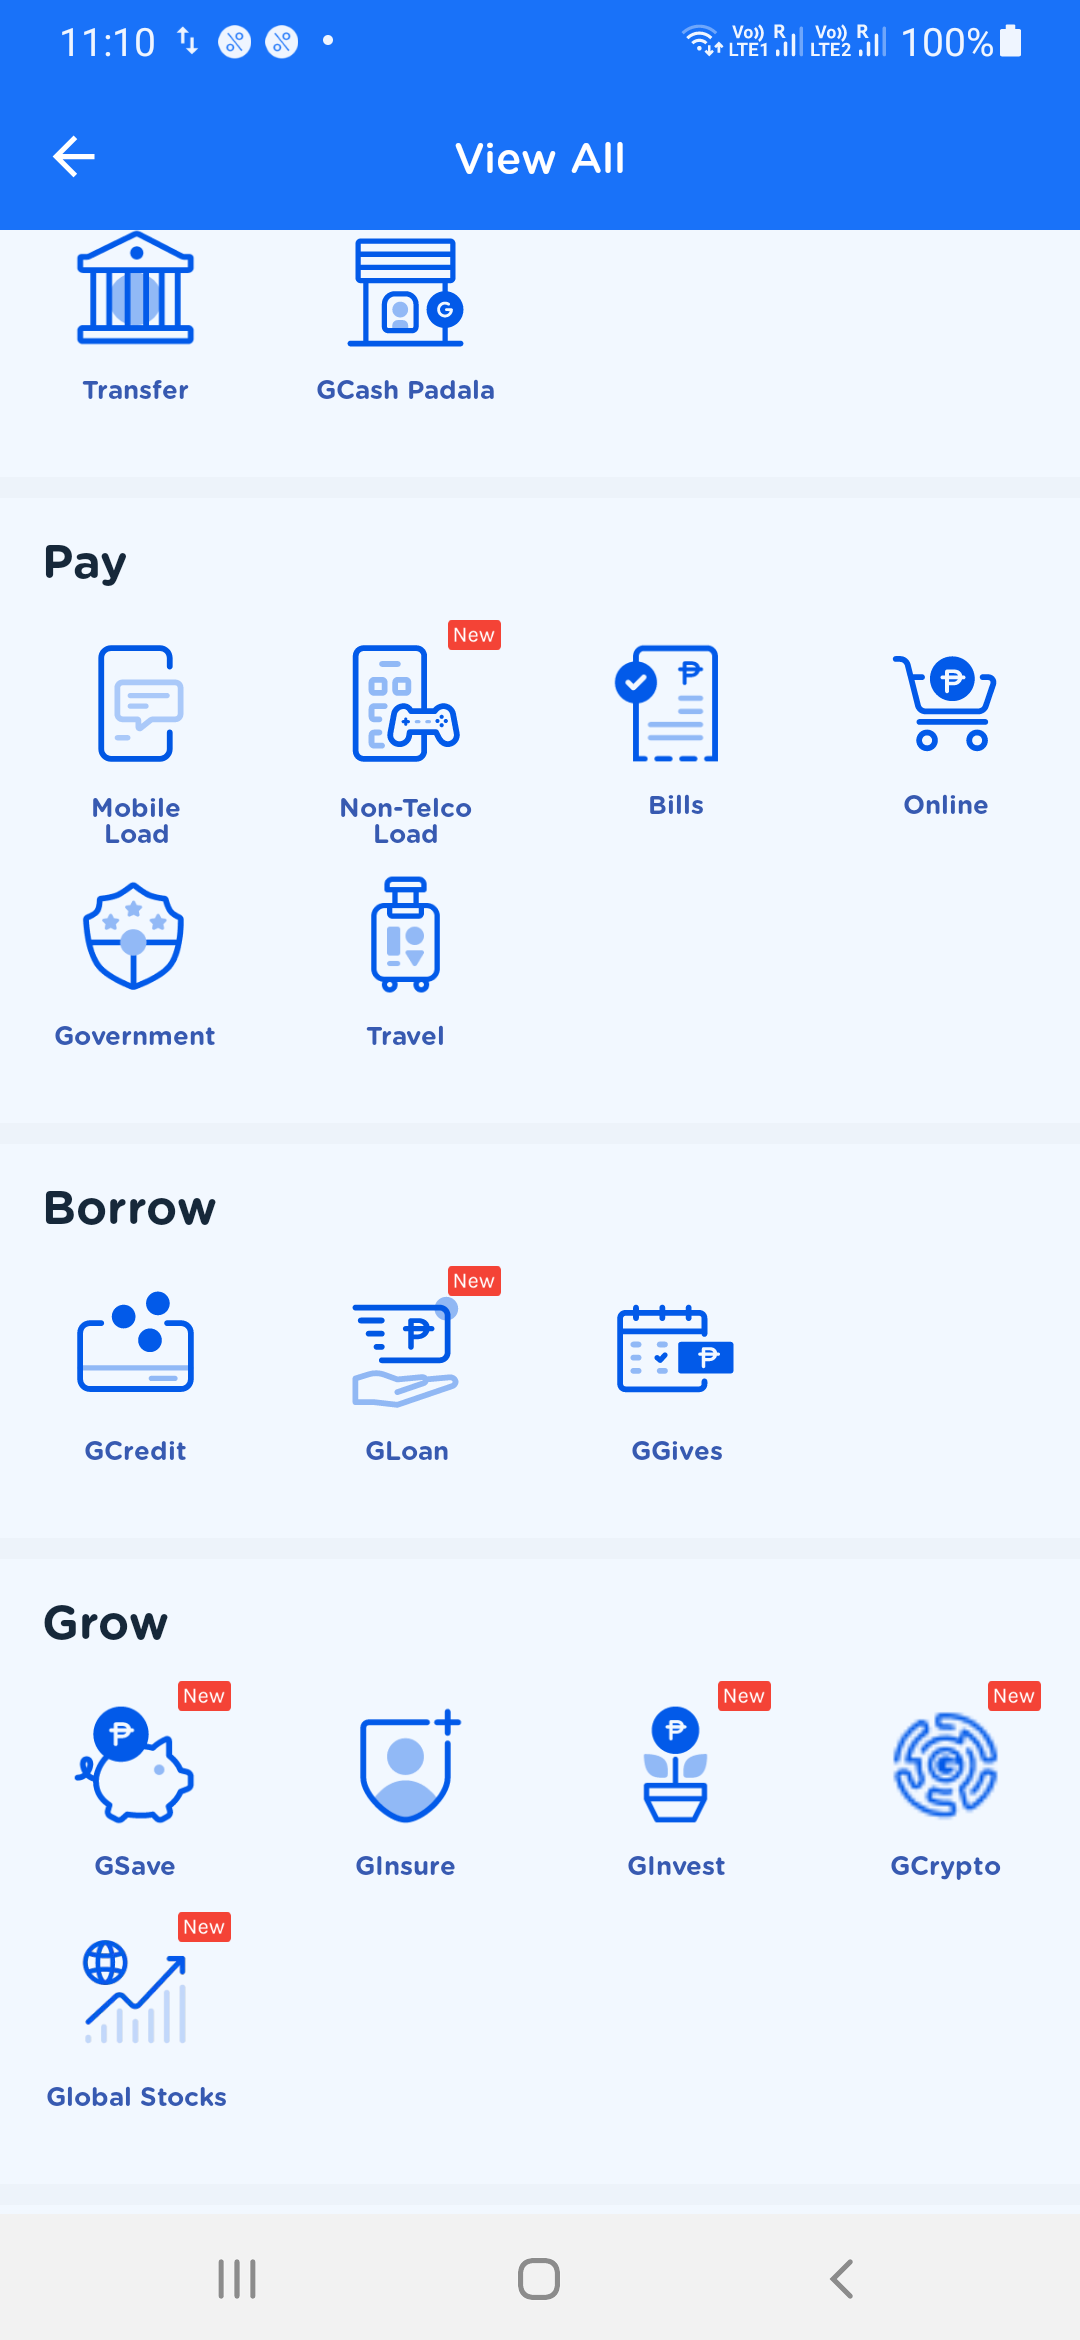 11:10
Vo)) R
LTE1
Vo)) R
LTE2
100%
View All
G
Transfer
GCash Padala
Pay
New
₱
₱
Mobile
Load
Non-Telco
Load
Bills
Online
Government
Travel
Borrow
New
₱
₱
GCredit
GLoan
GGives
Grow
New
New
New
₱
₱
G
GSave
GInsure
GInvest
GCrypto
New
Global Stocks